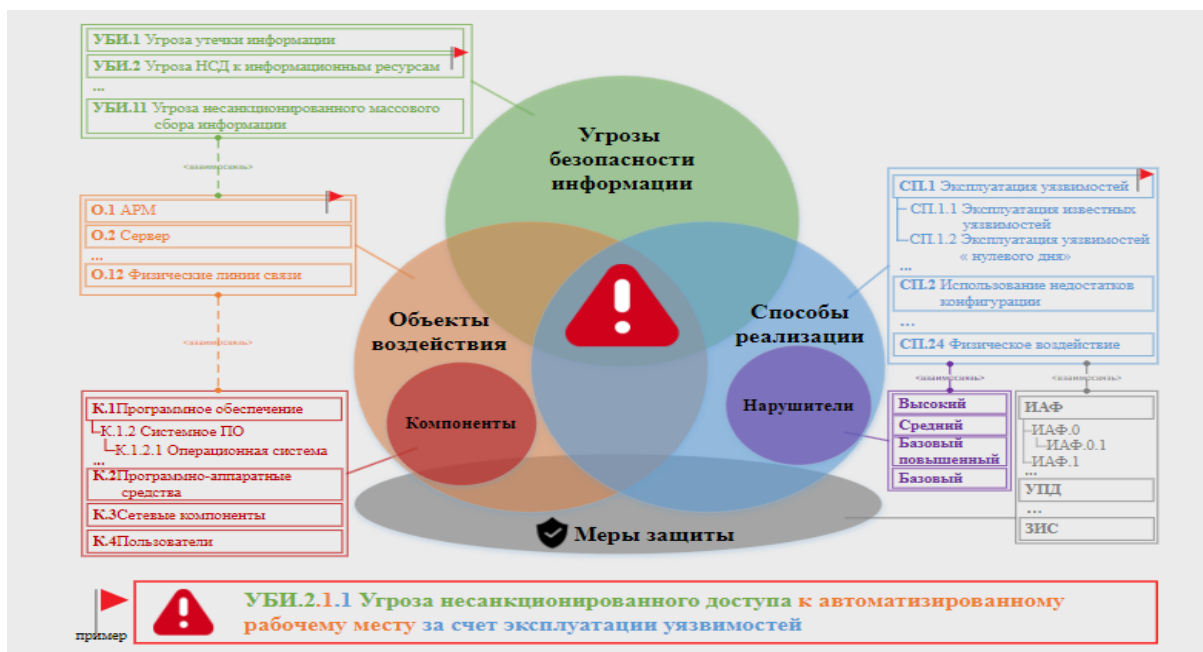 УБИ.1 Угроза утечки информации
УБИ.2 Угроза НСД к информационным ресурсам
...
УБИ.11 Угроза несанкционированного массового
сбора информации
<взаимосвязь>
О.1 АРМ
О.2 Сервер
...
О.12 Физические линии связи
<взаимосвязь>
К.1Программное обеспечение
К.1.2 Системное ПО
К.1.2.1 Операционная система
...
К.2Программно-аппаратные
средства
К.3Сетевые компоненты
К.4Пользователи
Угрозы
безопасности
информации
Объекты
воздействия
Компоненты
Способы
реализации
Нарушители
Меры защиты
СП.1 Эксплуатация уязвимостей
СП.1.1 Эксплуатация известных
уязвимостей
СП.1.2 Эксплуатация уязвимостей
« нулевого дня»
...
СП.2 Использование недостатков
конфигурации
...
СП.24 Физическое воздействие
<взаимосвязь>
<взаимосвязь>
Высокий
Средний
Базовый
повышенный
Базовый
ИАФ
ИАФ.0
ИАФ.0.1
ИАФ.1
...
УПД
...
ЗИС
пример
УБИ.2.1.1 Угроза несанкционированного доступа к автоматизированному
рабочему месту за счет эксплуатации уязвимостей